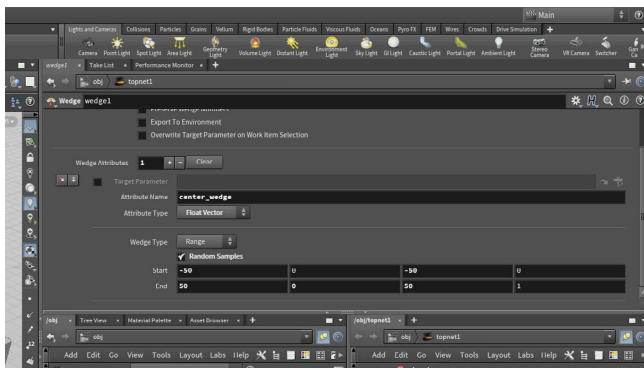 Main
Lights and Cameras Collisions Particles Grains Vellum Rigid Bodies Particle Fluids Viscous Fluids Oceans Pyro FX FEM Wires Crowds Drive Simulation +
Camera Point Light Spot Light Area Light Geometry Light Volume Light Distant Light Environment Light Sky Light GI Light Caustic Light Portal Light Ambient Light Stereo Camera VR Camera Switcher
wedge1 × Take List × Performance Monitor × +
obj topnet1
Wedge wedge1
Export To Environment
Overwrite Target Parameter on Work Item Selection
Wedge Attributes 1 + - Clear
Target Parameter
Attribute Name center_wedge
Attribute Type Float Vector
Wedge Type Range
Random Samples
Start -50 0 -50 0
End 50 0 50 1
/obj × Tree View × Material Palette × Asset Browser × +
/obj/topnet1 × +
obj
obj topnet1
Add Edit Go View Tools Layout Labs Help
Add Edit Go View Tools Layout Labs Help